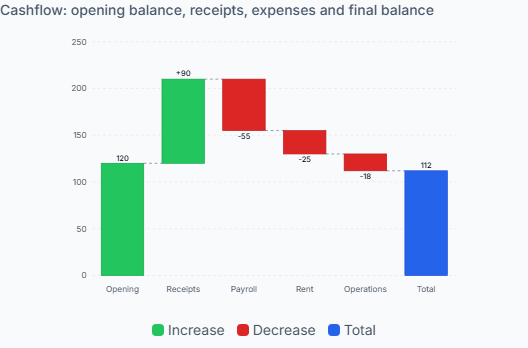 Cashflow: opening balance, receipts, expenses and final balance
250
200
150
100
50
0
120
+90
-55
-25
-18
112
Opening
Receipts
Payroll
Rent
Operations
Total
Increase
Decrease
Total